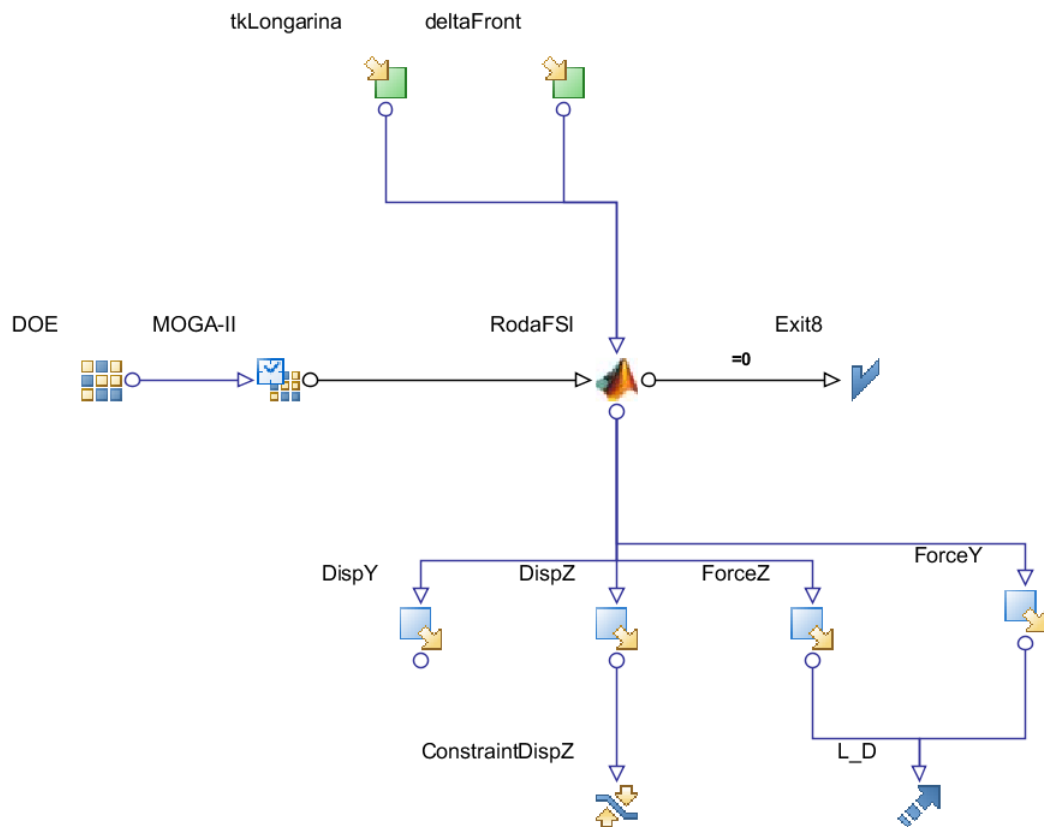 tkLongarina deltaFront
DOE MOGA-II RodaFSI Exit8
=0
DispY DispZ ForceZ ForceY
ConstraintDispZ L_D